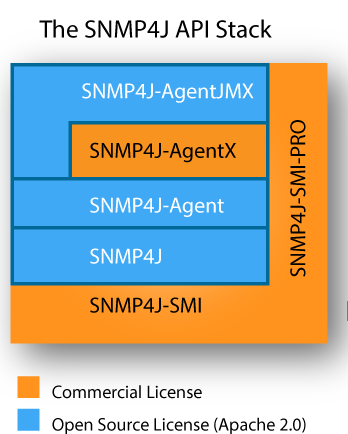 The SNMP4J API Stack
SNMP4J-AgentJMX
SNMP4J-AgentX
SNMP4J-Agent
SNMP4J
SNMP4J-SMI
SNMP4J-SMI-PRO
Commercial License
Open Source License (Apache 2.0)